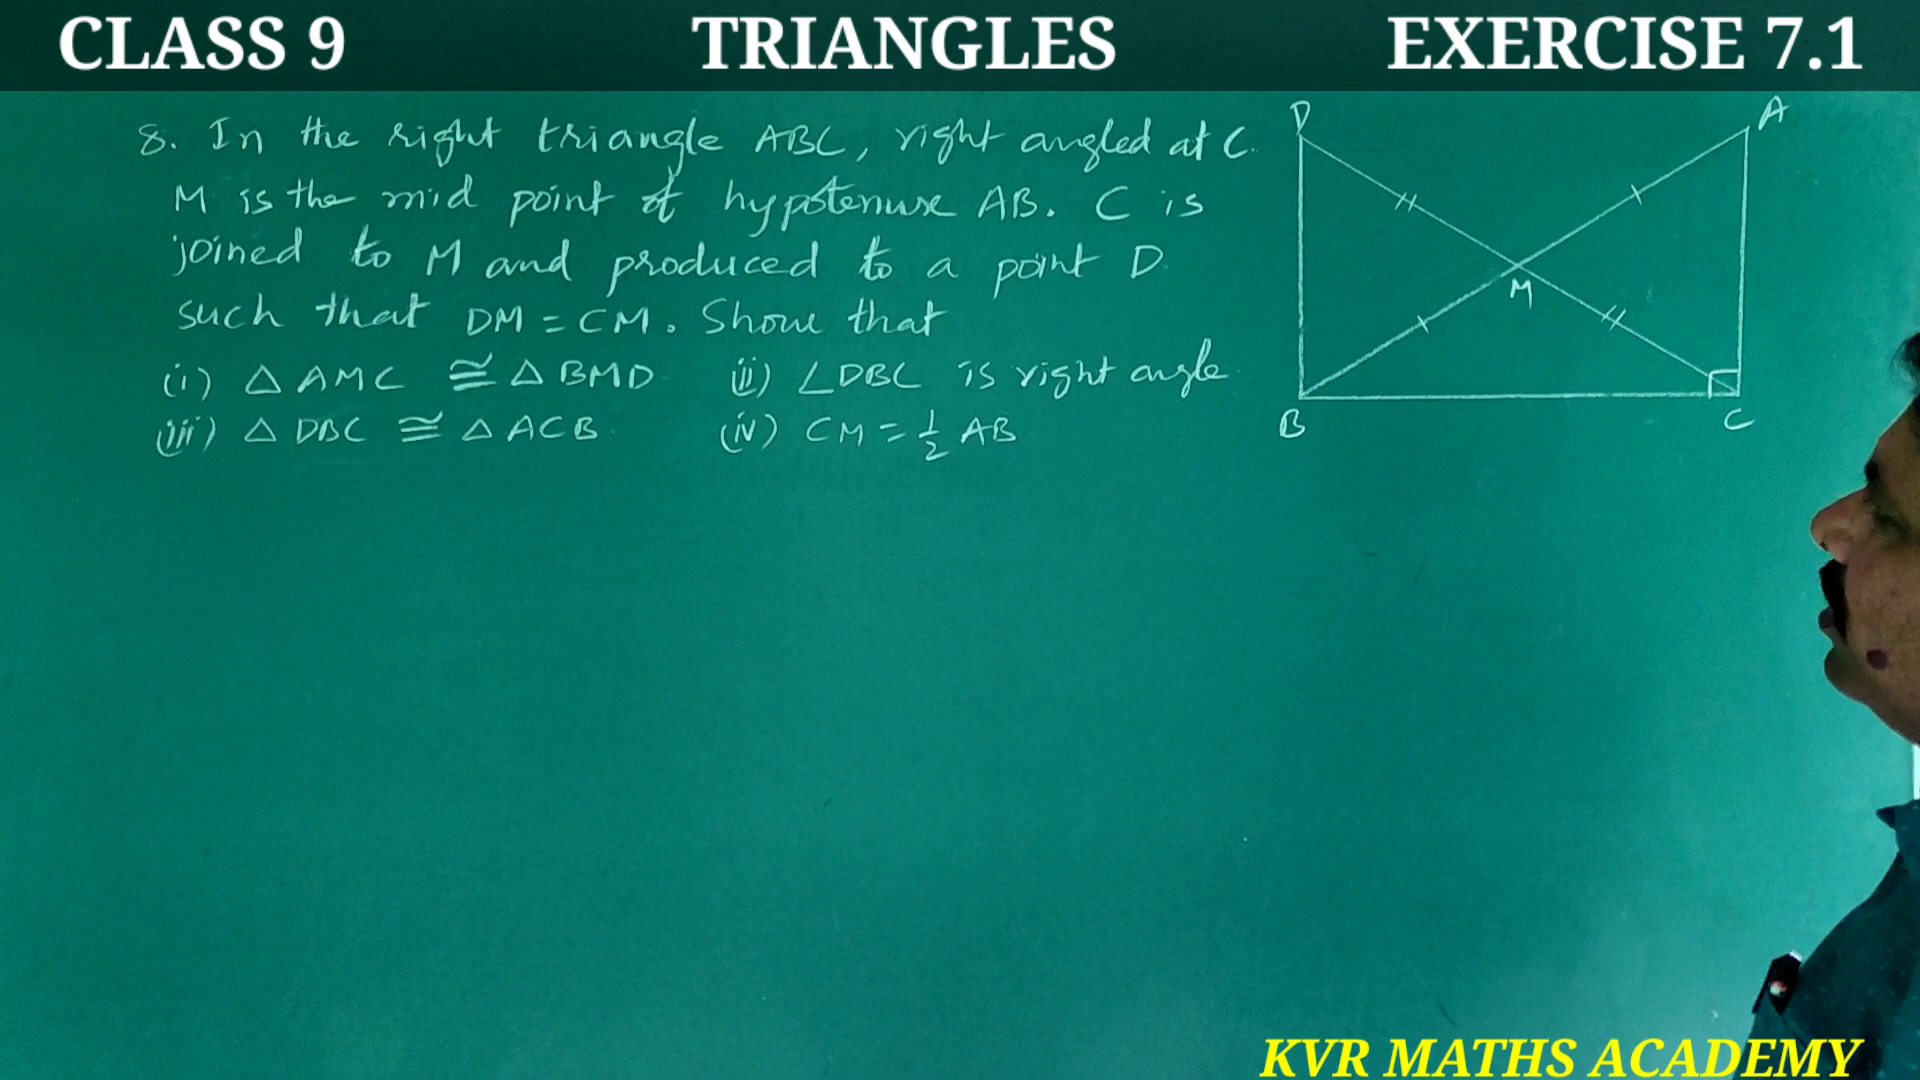 CLASS 9 TRIANGLES EXERCISE 7.1
8. In the right triangle ABC, right angled at C.
M is the mid point of hypotenuse AB. C is
joined to M and produced to a point D
such that DM = CM. Show that
(i) △AMC ≅ △BMD (ii) ∠DBC is right angle.
(iii) △DBC ≅ △ACB. (iv) CM = 1/2 AB
D A
M
B C
KVR MATHS ACADEMY